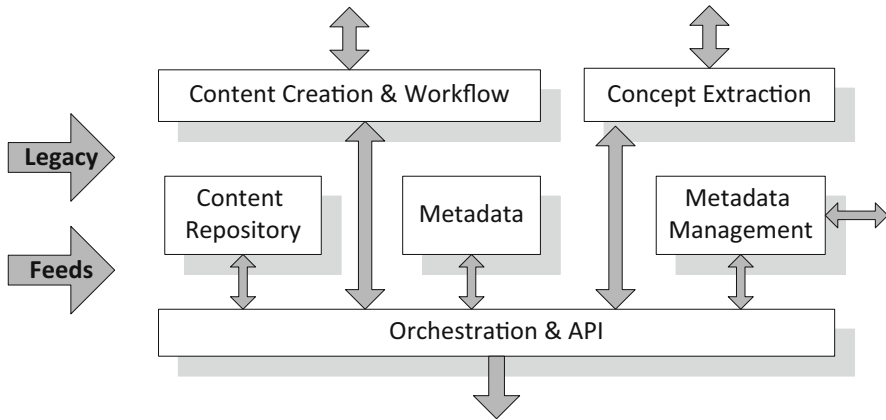 Content Creation & Workflow
Concept Extraction
Legacy
Content
Repository
Metadata
Metadata
Management
Feeds
Orchestration & API